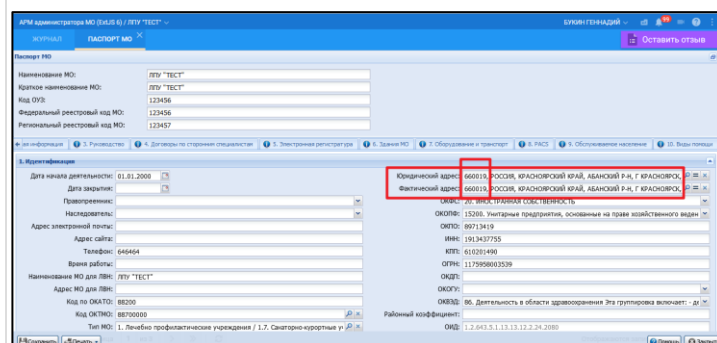 АРМ администратора МО (ExtJS 6) / ЛПУ "ТЕСТ"
БУКИН ГЕННАДИЙ
99
ЖУРНАЛ
ПАСПОРТ МО
Оставить отзыв
Паспорт МО
Наименование МО: ЛПУ "ТЕСТ"
Краткое наименование МО: ЛПУ "ТЕСТ"
Код ОУЗ: 123456
Федеральный реестровый код МО: 123456
Региональный реестровый код МО: 123457
ая информация 3. Руководство 4. Договоры по сторонним специалистам 5. Электронная регистратура 6. Здания МО 7. Оборудование и транспорт 8. PACS 9. Обслуживаемое население 10. Виды помощи
1. Идентификация
Дата начала деятельности: 01.01.2000 Юридический адрес: 660019, РОССИЯ, КРАСНОЯРСКИЙ КРАЙ, АБАНСКИЙ Р-Н, Г КРАСНОЯРСК,
Дата закрытия: Фактический адрес: 660019, РОССИЯ, КРАСНОЯРСКИЙ КРАЙ, АБАНСКИЙ Р-Н, Г КРАСНОЯРСК,
Правопреемник: ОКФС: 20. ИНОСТРАННАЯ СОБСТВЕННОСТЬ
Наследователь: ОКОПФ: 15200. Унитарные предприятия, основанные на праве хозяйственного веден
Адрес электронной почты: ОКПО: 89713419
Адрес сайта: ИНН: 1913437755
Телефон: 646464 КПП: 610201490
Время работы: ОГРН: 1175958003539
Наименование МО для ЛВН: ЛПУ "ТЕСТ" ОКДП:
Адрес МО для ЛВН: ОКОГУ:
Код по ОКАТО: 88200 ОКВЭД: 86. Деятельность в области здравоохранения Эта группировка включает: - де
Код ОКТМО: 88700000 Районный коэффициент:
Тип МО: 1. Лечебно профилактические учреждения / 1.7. Санаторно-курортные у ОИД: 1.2.643.5.1.13.13.12.2.24.2080
Сохранить Печать Помощь Закрыть